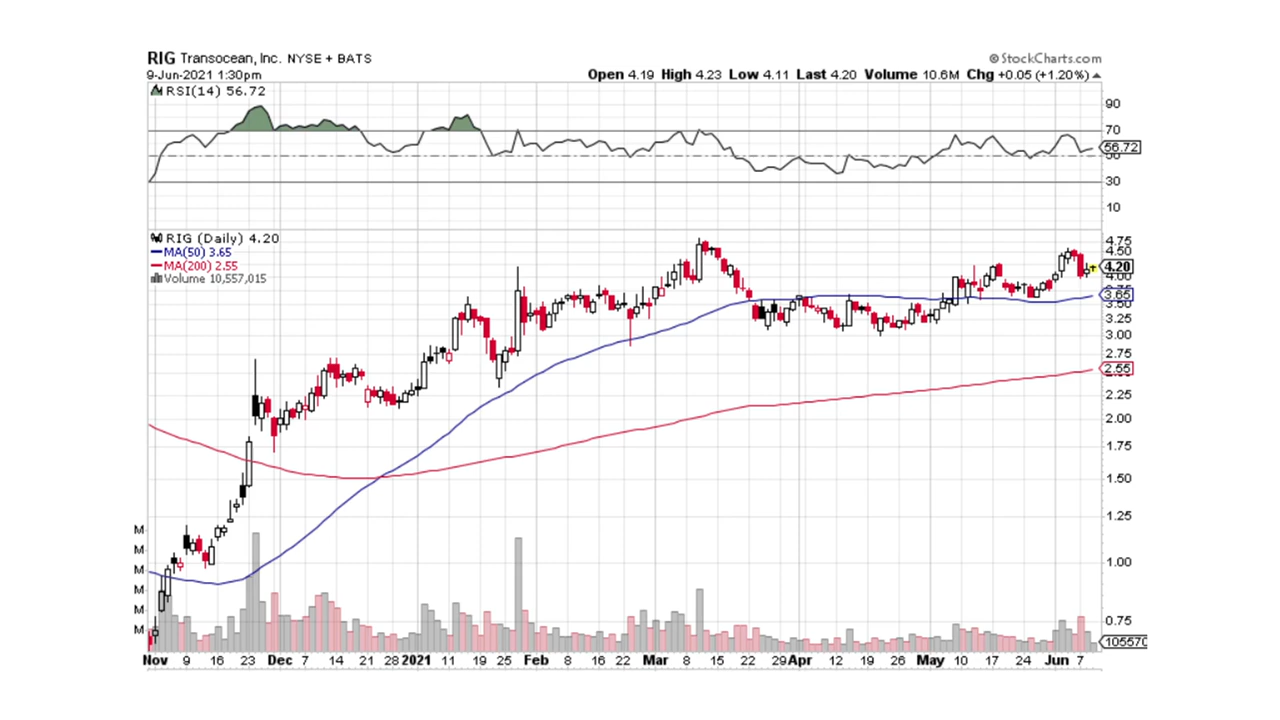 RIG Transocean, Inc. NYSE + BATS
©StockCharts.com
9-Jun-2021 1:30pm
Open 4.19 High 4.23 Low 4.11 Last 4.20 Volume 10.6M Chg +0.05 (+1.20%)
RSI(14) 56.72
90
70
56.72
50
30
10
RIG (Daily) 4.20
MA(50) 3.65
MA(200) 2.55
Volume 10,557,015
4.75
4.50
4.20
4.00
3.65
3.50
3.25
3.00
2.75
2.55
2.25
2.00
1.75
1.50
1.25
1.00
0.75
105570
M
M
M
M
M
M
Nov 9 16 23 Dec 7 14 21 28 2021 11 19 25 Feb 8 16 22 Mar 8 15 22 29 Apr 12 19 26 May 10 17 24 Jun 7